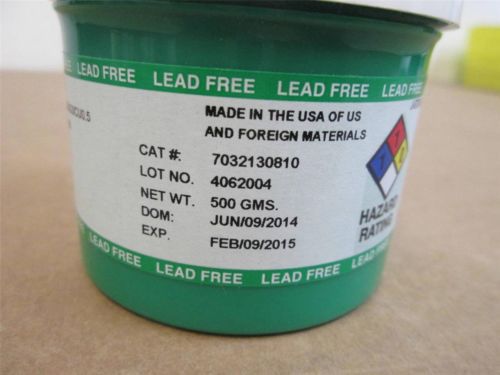 LEAD FREE LEAD FREE LEAD FREE LEAD
MADE IN THE USA OF US
AND FOREIGN MATERIALS
CAT #: 7032130810
LOT NO. 4062004
NET WT. 500 GMS.
DOM: JUN/09/2014
EXP. FEB/09/2015
HAZARD
RATING
LEAD FREE LEAD FREE LEAD FREE LEAD FREE